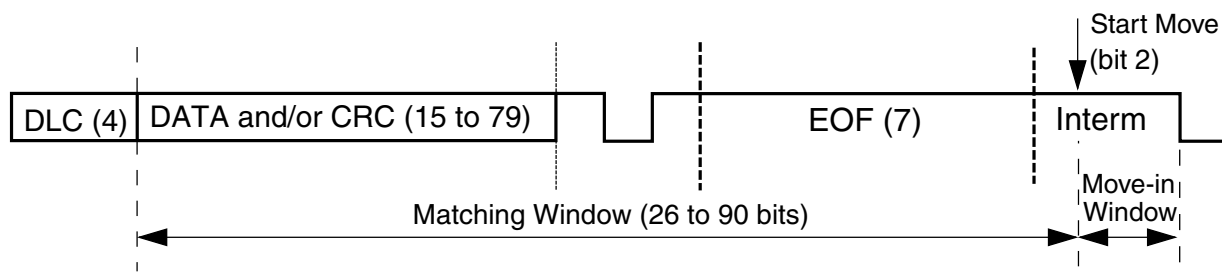 Start Move
(bit 2)
DLC (4) DATA and/or CRC (15 to 79) EOF (7) Interm
Matching Window (26 to 90 bits)
Move-in
Window